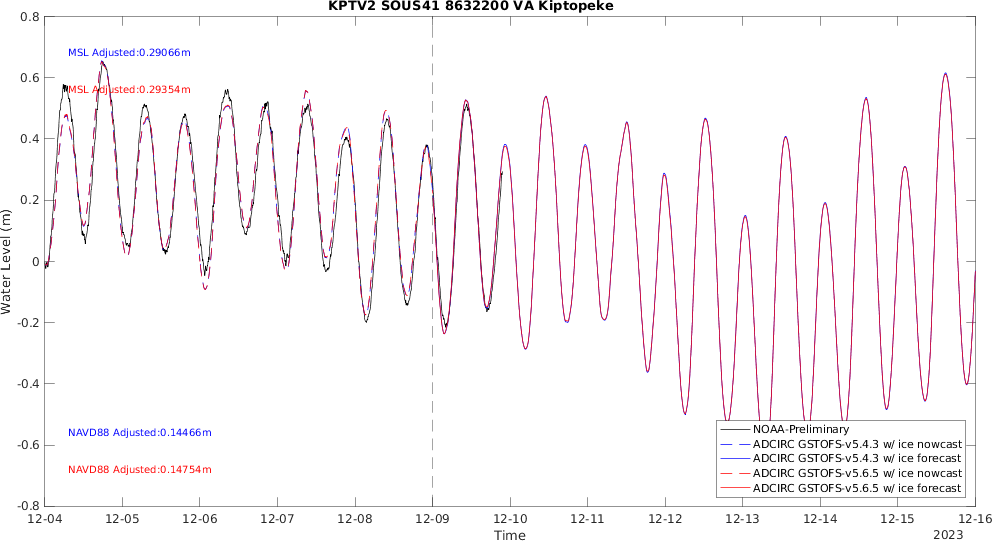 KPTV2 SOUS41 8632200 VA Kiptopeke
Water Level (m)
0.8
0.6
0.4
0.2
0
-0.2
-0.4
-0.6
-0.8
MSL Adjusted:0.29066m
MSL Adjusted:0.29354m
NAVD88 Adjusted:0.14466m
NAVD88 Adjusted:0.14754m
NOAA-Preliminary
ADCIRC GSTOFS-v5.4.3 w/ ice nowcast
ADCIRC GSTOFS-v5.4.3 w/ ice forecast
ADCIRC GSTOFS-v5.6.5 w/ ice nowcast
ADCIRC GSTOFS-v5.6.5 w/ ice forecast
12-04 12-05 12-06 12-07 12-08 12-09 12-10 12-11 12-12 12-13 12-14 12-15 12-16
Time
2023